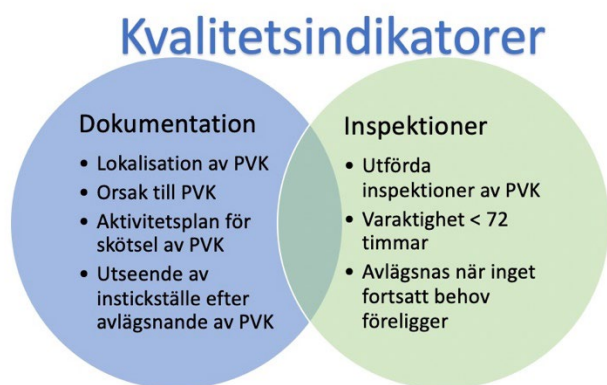 Kvalitetsindikatorer
Dokumentation
• Lokalisation av PVK
• Orsak till PVK
• Aktivitetsplan för
skötsel av PVK
• Utseende av
instickställe efter
avlägsnande av PVK
Inspektioner
• Utförda
inspektioner av PVK
• Varaktighet < 72
timmar
• Avlägsnas när inget
fortsatt behov
föreligger